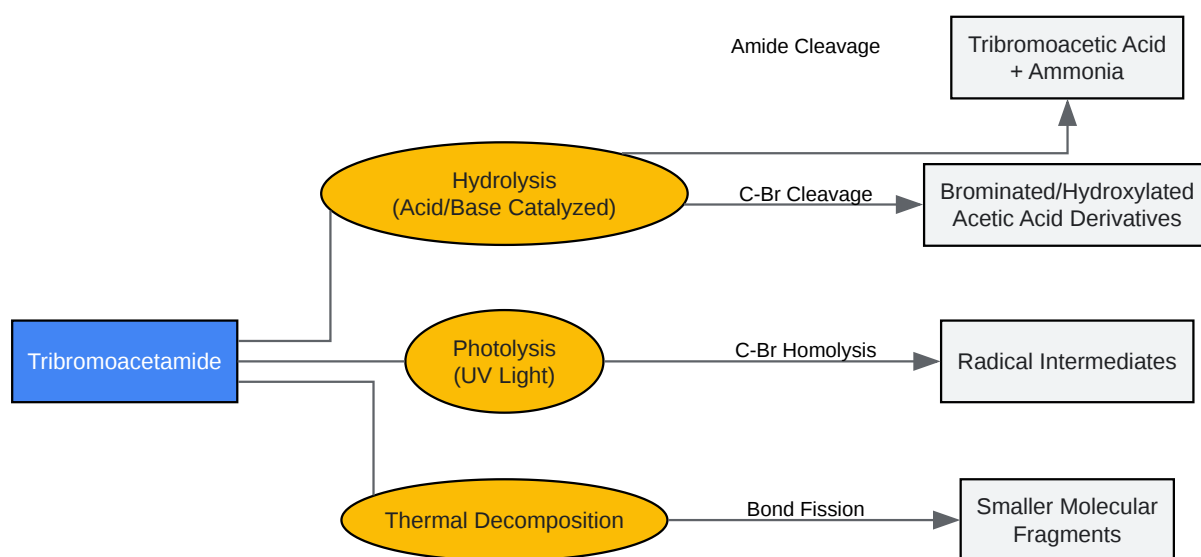 Amide Cleavage
Tribromoacetic Acid
+ Ammonia
Hydrolysis
(Acid/Base Catalyzed)
C-Br Cleavage
Brominated/Hydroxylated
Acetic Acid Derivatives
Tribromoacetamide
Photolysis
(UV Light)
C-Br Homolysis
Radical Intermediates
Thermal Decomposition
Bond Fission
Smaller Molecular
Fragments